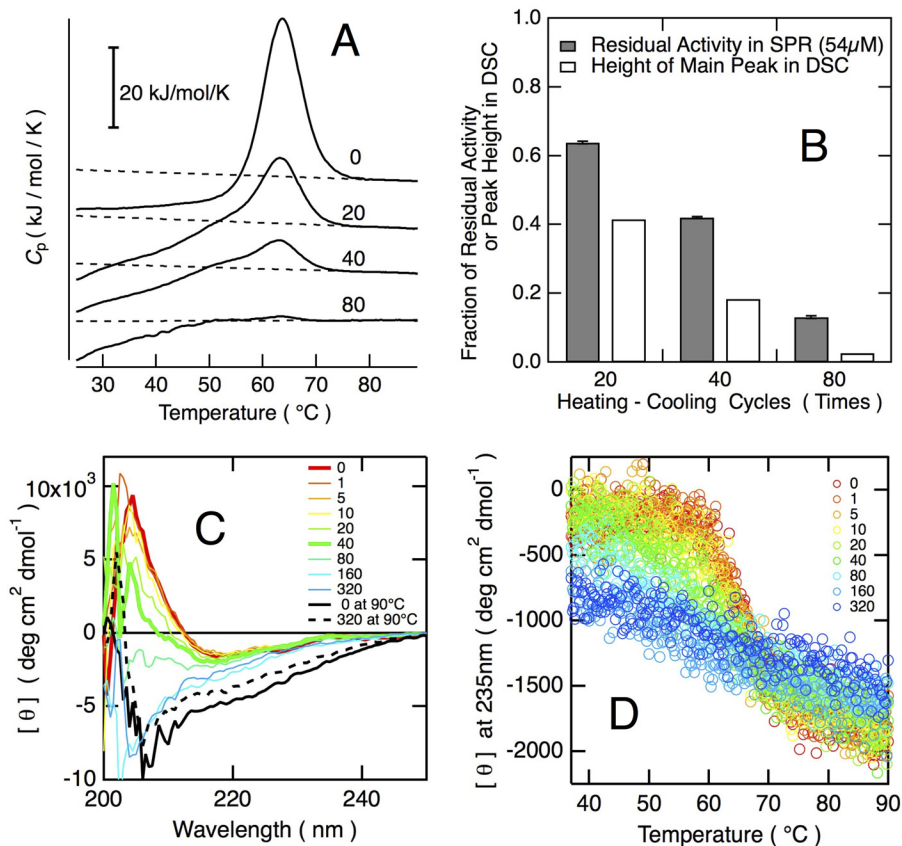 A
20 kJ/mol/K
0
20
40
80
Cp ( kJ / mol / K )
30 40 50 60 70 80
Temperature ( °C )
B
Residual Activity in SPR (54µM)
Height of Main Peak in DSC
1.0
0.8
0.6
0.4
0.2
0.0
Fraction of Residual Activity
or Peak Height in DSC
20 40 80
Heating - Cooling Cycles ( Times )
C
0
1
5
10
20
40
80
160
320
0 at 90°C
320 at 90°C
10x10³
5
0
-5
-10
[ θ ] ( deg cm² dmol⁻¹ )
200 220 240
Wavelength ( nm )
D
0
1
5
10
20
40
80
160
320
0
-500
-1000
-1500
-2000
[ θ ] at 235nm ( deg cm² dmol⁻¹ )
40 50 60 70 80 90
Temperature ( °C )